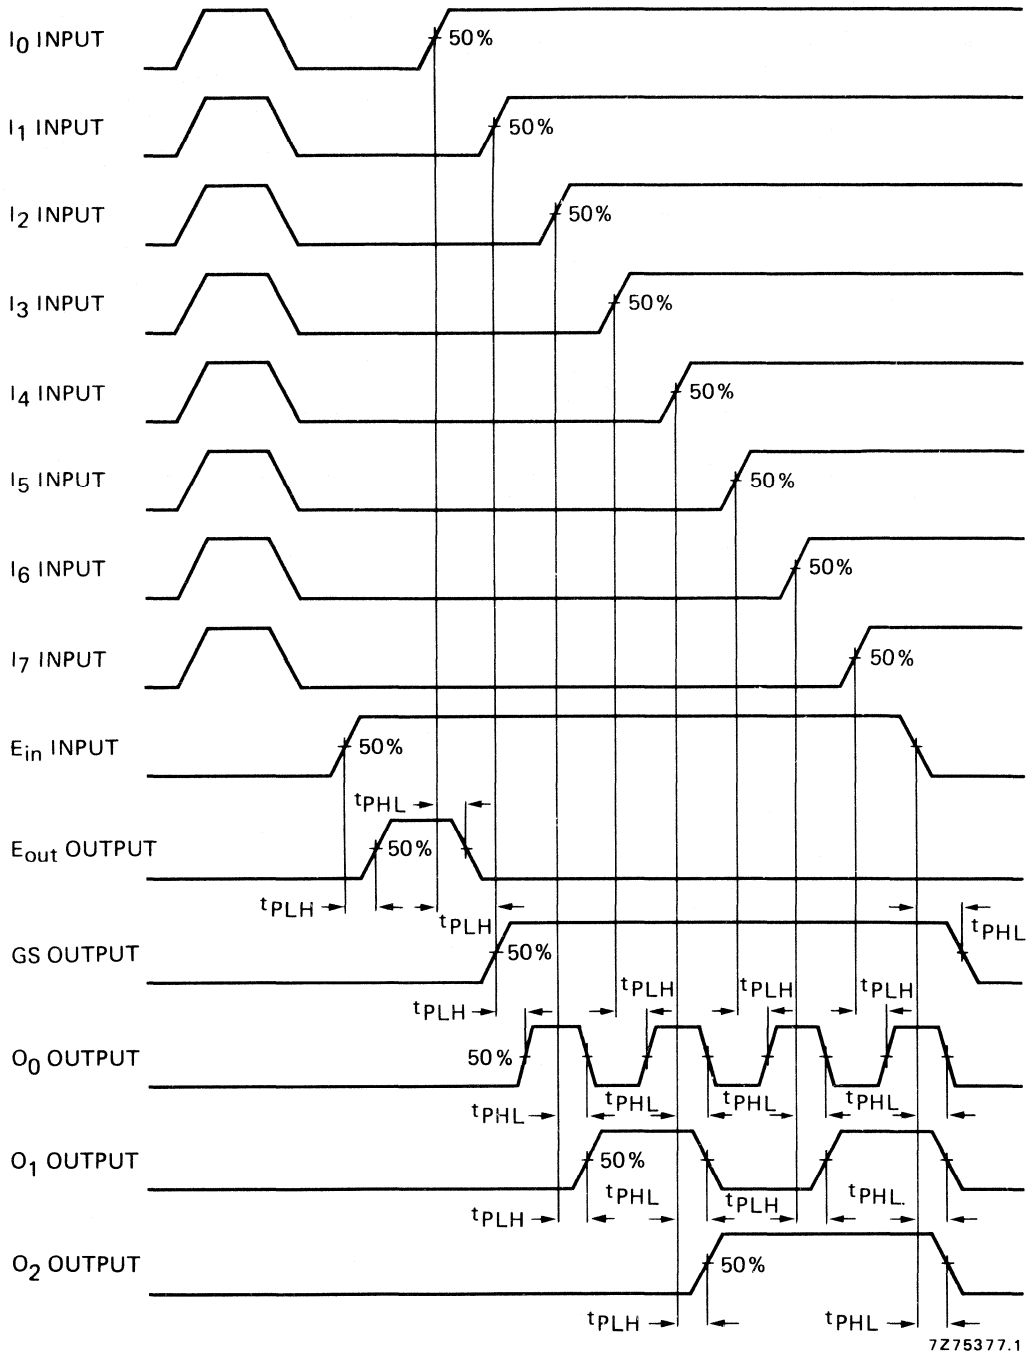 I0 INPUT
50%
I1 INPUT
50%
I2 INPUT
50%
I3 INPUT
50%
I4 INPUT
50%
I5 INPUT
50%
I6 INPUT
50%
I7 INPUT
50%
Ein INPUT
50%
tPHL
Eout OUTPUT
50%
tPLH
tPLH
tPHL
GS OUTPUT
50%
tPLH
tPLH
tPLH
tPLH
O0 OUTPUT
50%
tPHL
tPHL
tPHL
tPHL
O1 OUTPUT
50%
tPLH
tPHL
tPLH
tPHL.
O2 OUTPUT
50%
tPLH
tPHL
7Z75377.1